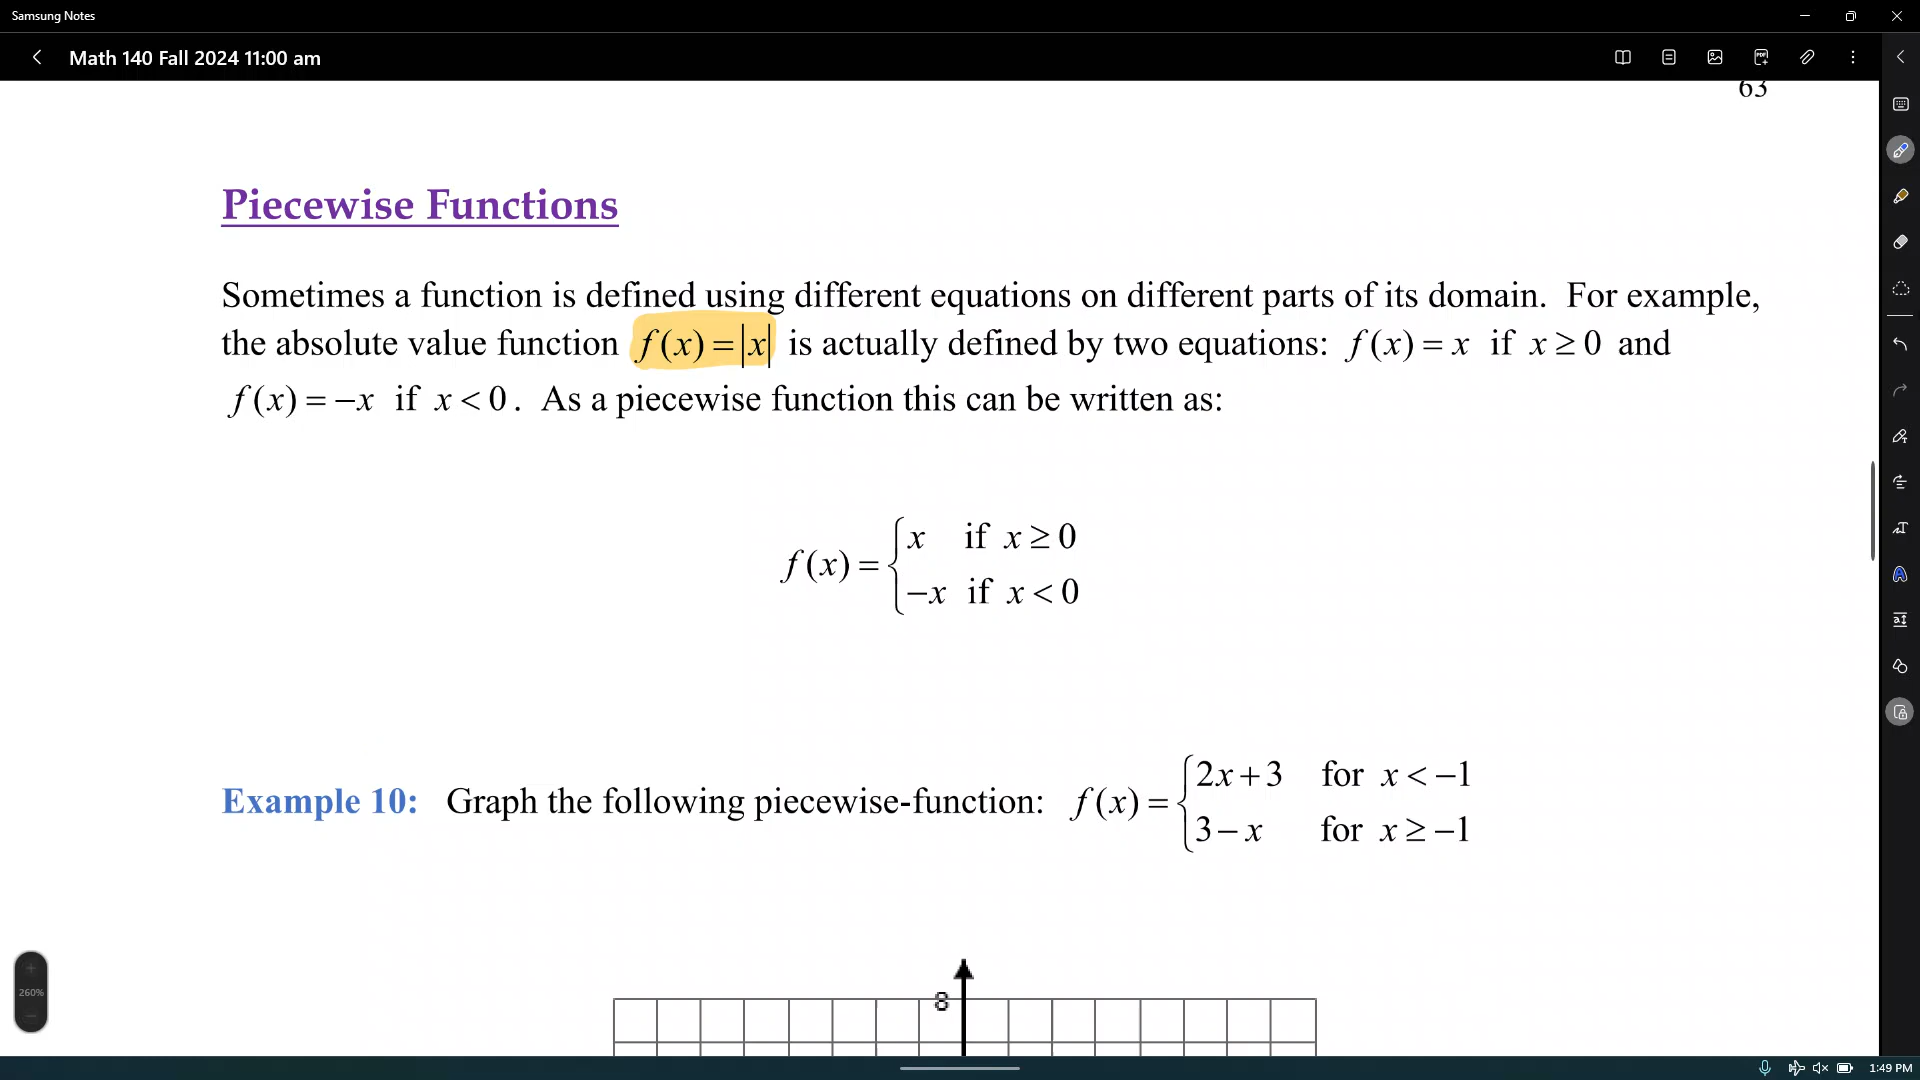 Samsung Notes
Math 140 Fall 2024 11:00 am
63
Piecewise Functions
Sometimes a function is defined using different equations on different parts of its domain. For example,
the absolute value function f(x) = |x| is actually defined by two equations: f(x) = x if x ≥ 0 and
f(x) = −x if x < 0. As a piecewise function this can be written as:
f(x) = { x if x ≥ 0
−x if x < 0
Example 10: Graph the following piecewise-function: f(x) = { 2x + 3 for x < −1
3 − x for x ≥ −1
8
260%
1:49 PM